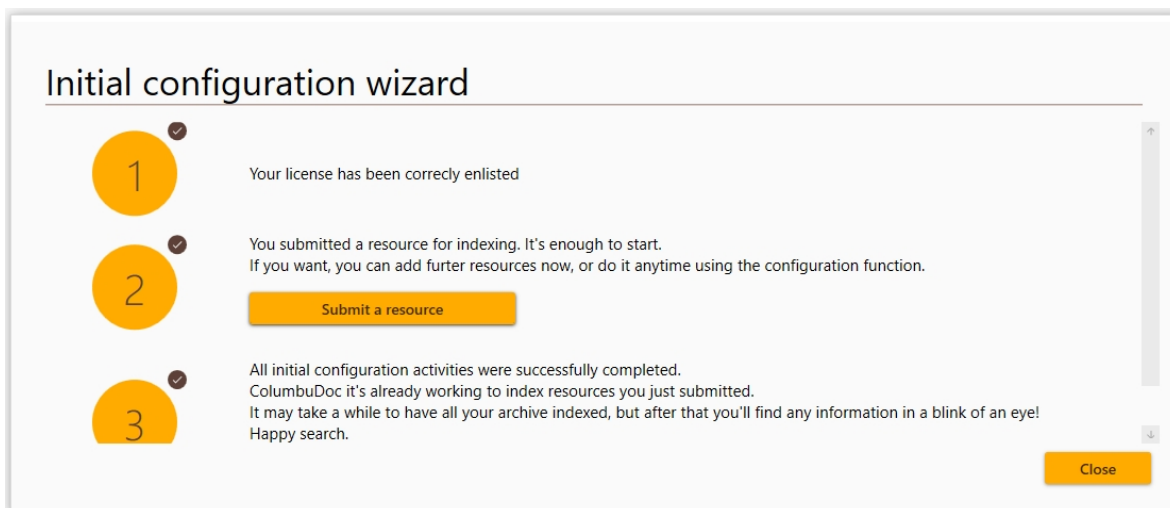 Initial configuration wizard
1
Your license has been correcly enlisted
2
You submitted a resource for indexing. It's enough to start.
If you want, you can add furter resources now, or do it anytime using the configuration function.
Submit a resource
3
All initial configuration activities were successfully completed.
ColumbuDoc it's already working to index resources you just submitted.
It may take a while to have all your archive indexed, but after that you'll find any information in a blink of an eye!
Happy search.
Close